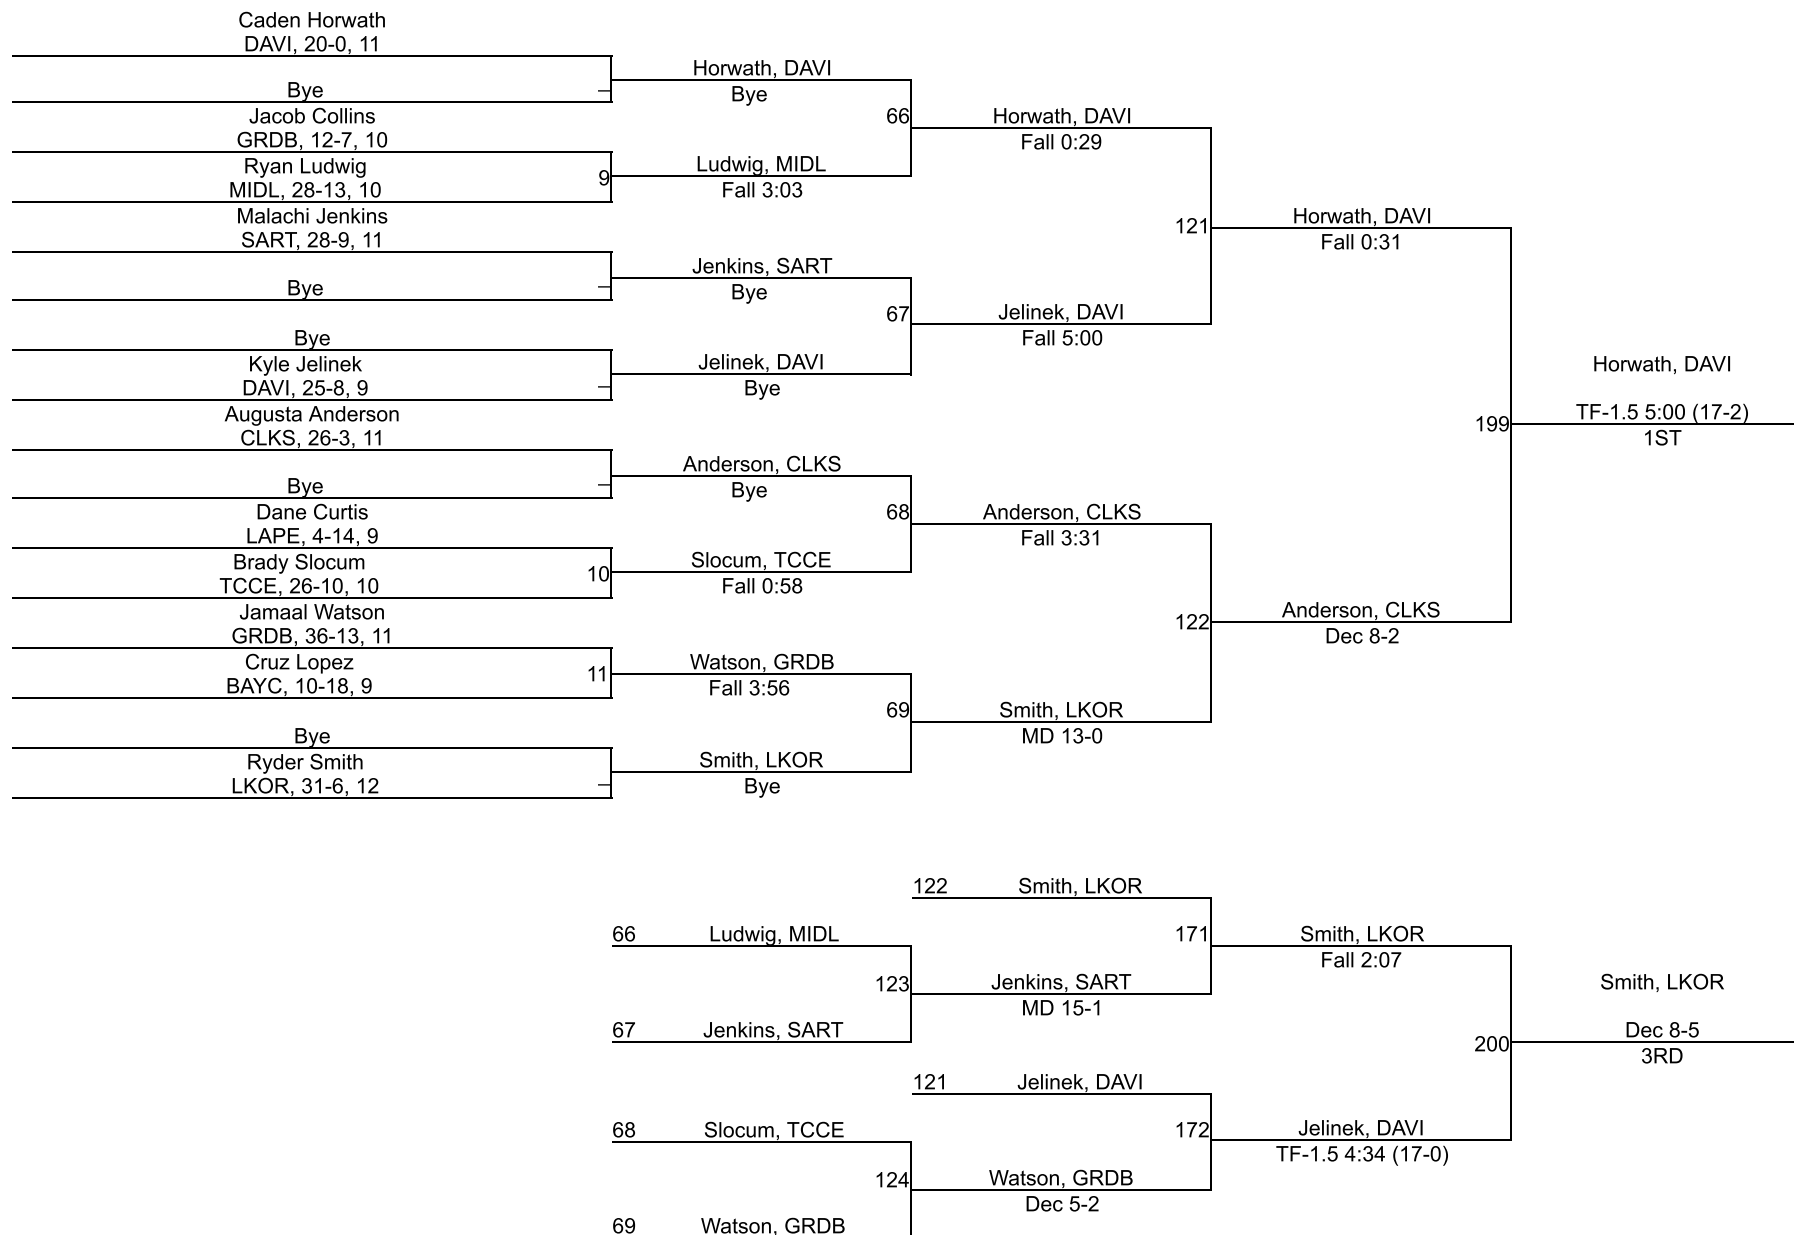 Caden Horwath
DAVI, 20-0, 11
Bye
Jacob Collins
GRDB, 12-7, 10
Ryan Ludwig
MIDL, 28-13, 10
9
Malachi Jenkins
SART, 28-9, 11
Bye
Bye
Kyle Jelinek
DAVI, 25-8, 9
Augusta Anderson
CLKS, 26-3, 11
Bye
Dane Curtis
LAPE, 4-14, 9
Brady Slocum
TCCE, 26-10, 10
10
Jamaal Watson
GRDB, 36-13, 11
Cruz Lopez
BAYC, 10-18, 9
11
Bye
Ryder Smith
LKOR, 31-6, 12
Horwath, DAVI
Bye
66
Ludwig, MIDL
Fall 3:03
Jenkins, SART
Bye
67
Jelinek, DAVI
Bye
Anderson, CLKS
Bye
68
Slocum, TCCE
Fall 0:58
Watson, GRDB
Fall 3:56
69
Smith, LKOR
Bye
Horwath, DAVI
Fall 0:29
121
Jelinek, DAVI
Fall 5:00
Anderson, CLKS
Fall 3:31
122
Smith, LKOR
MD 13-0
Horwath, DAVI
Fall 0:31
199
Anderson, CLKS
Dec 8-2
Horwath, DAVI
TF-1.5 5:00 (17-2)
1ST
66 Ludwig, MIDL
123
67 Jenkins, SART
68 Slocum, TCCE
124
69 Watson, GRDB
122 Smith, LKOR
171
Jenkins, SART
MD 15-1
121 Jelinek, DAVI
172
Watson, GRDB
Dec 5-2
Smith, LKOR
Fall 2:07
200
Jelinek, DAVI
TF-1.5 4:34 (17-0)
Smith, LKOR
Dec 8-5
3RD